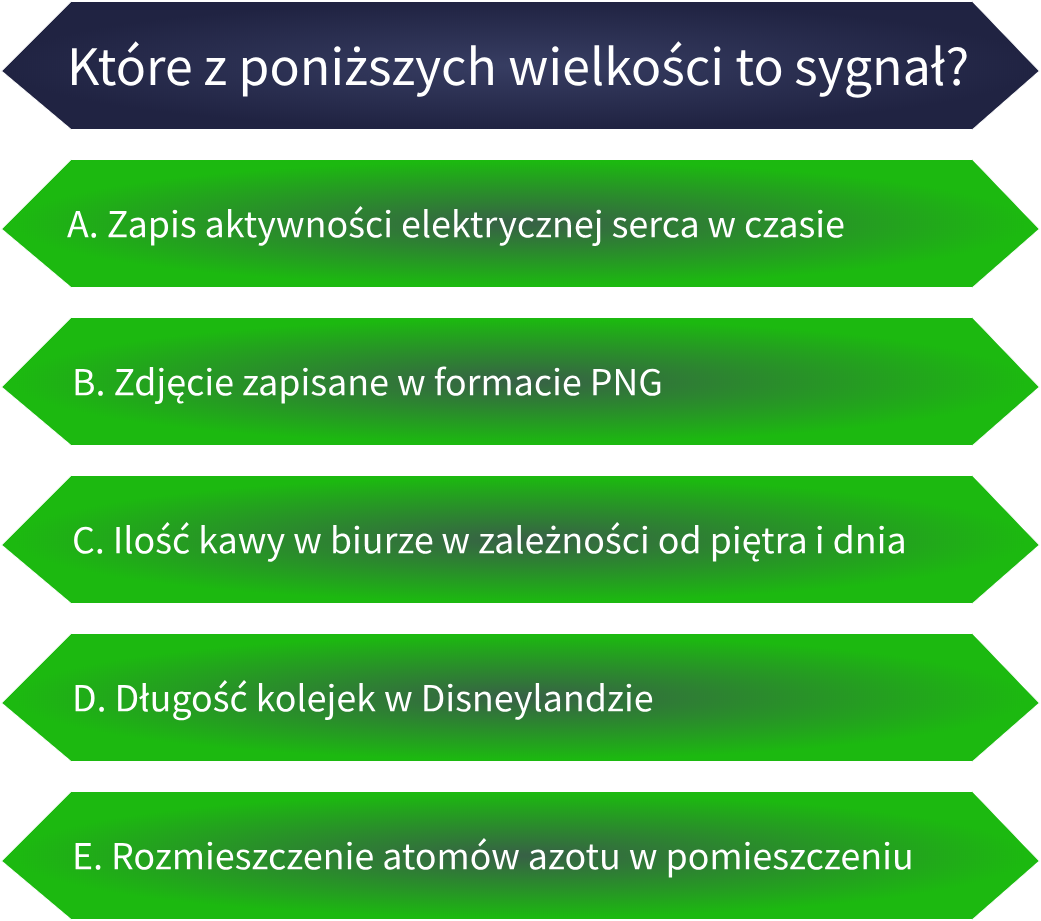 Które z poniższych wielkości to sygnał?
A. Zapis aktywności elektrycznej serca w czasie
B. Zdjęcie zapisane w formacie PNG
C. Ilość kawy w biurze w zależności od piętra i dnia
D. Długość kolejek w Disneylandzie
E. Rozmieszczenie atomów azotu w pomieszczeniu